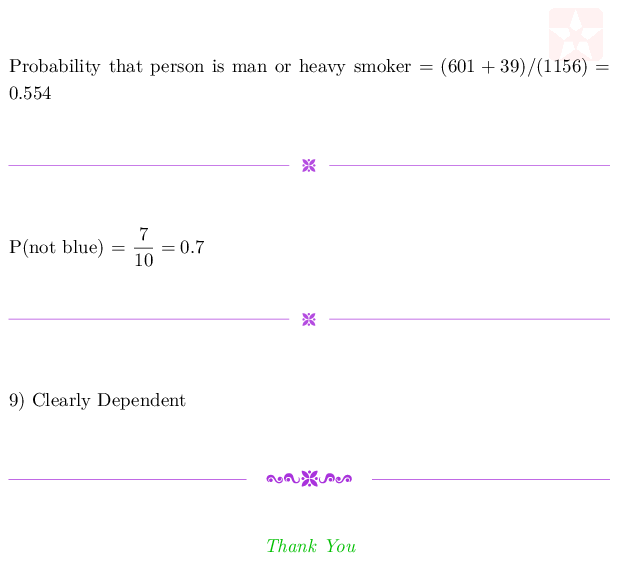 Probability that person is man or heavy smoker = (601 + 39)/(1156) =
0.554
P(not blue) = 7/10 = 0.7
9) Clearly Dependent
Thank You